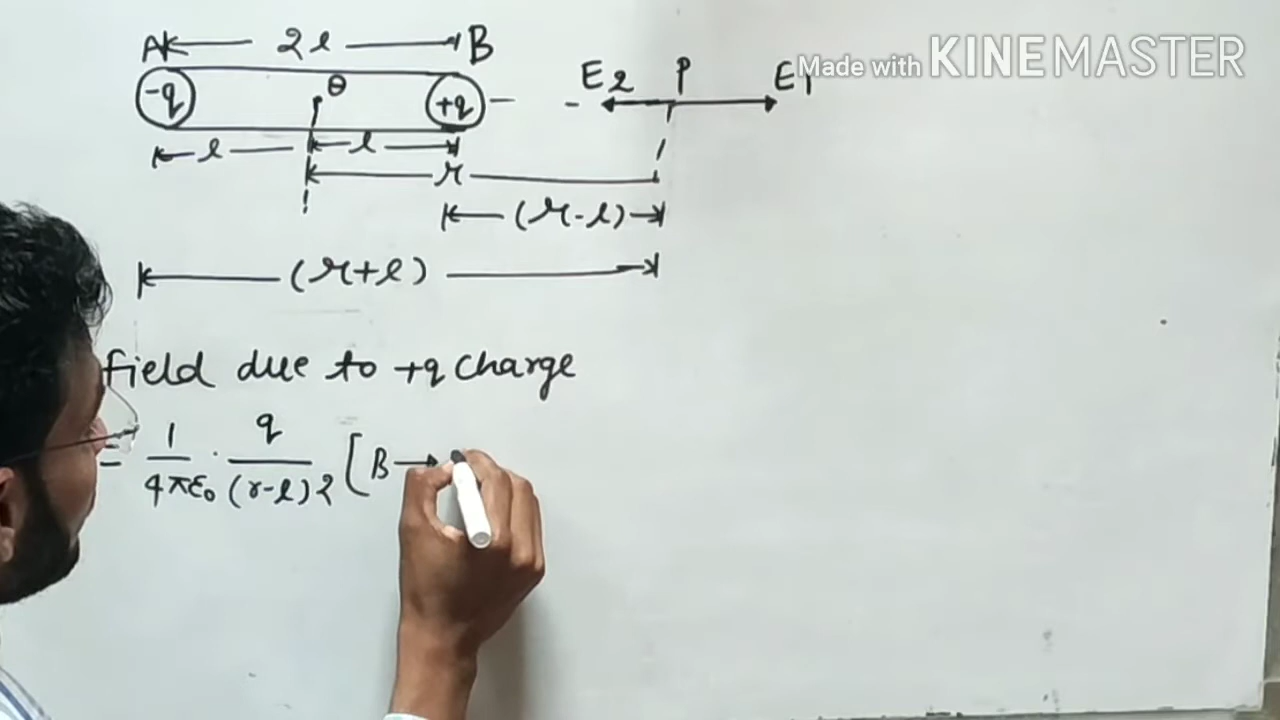 Made with KINEMASTER
A 2l B
-q θ +q E2 P E1
l l
r
(r-l)
(r+l)
field due to +q charge
= 1/4πε₀ . q/(r-l)2 [B→